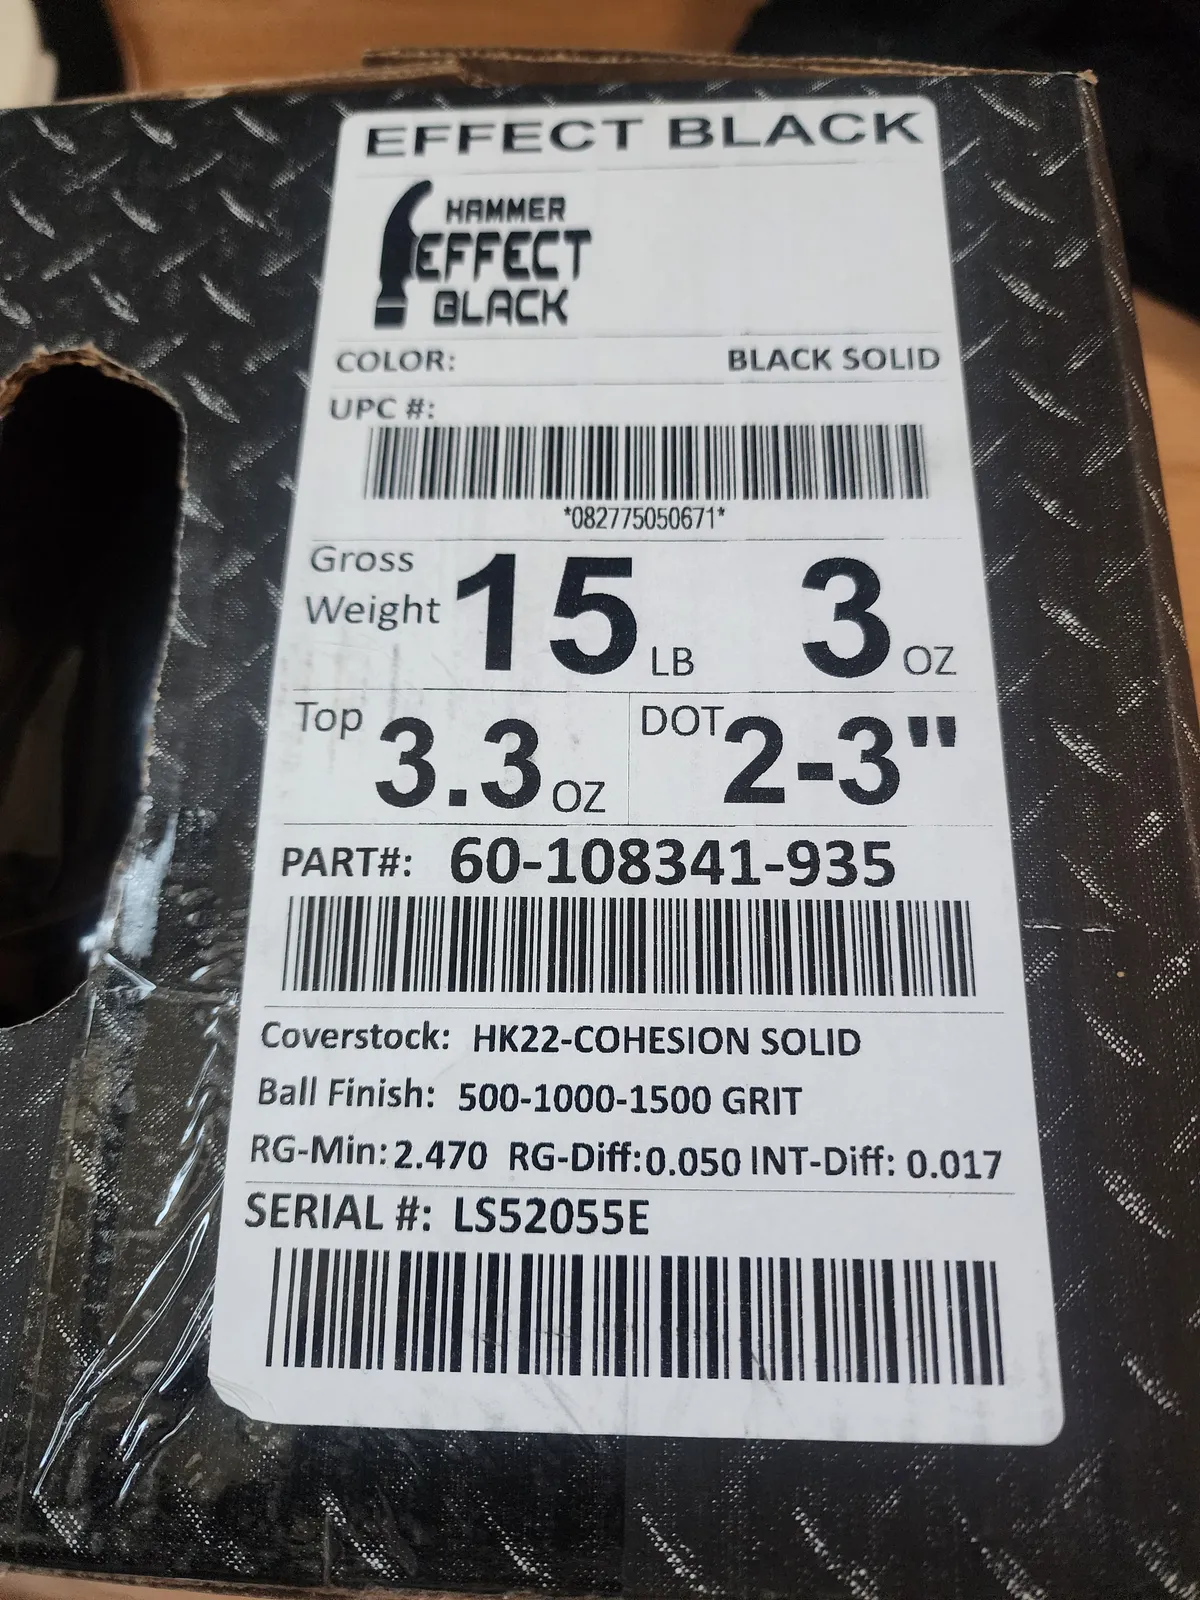 EFFECT BLACK
HAMMER
EFFECT
BLACK
COLOR: BLACK SOLID
UPC #:
*082775050671*
Gross Weight 15 LB 3 OZ
Top 3.3 OZ DOT 2-3"
PART#: 60-108341-935
Coverstock: HK22-COHESION SOLID
Ball Finish: 500-1000-1500 GRIT
RG-Min: 2.470 RG-Diff: 0.050 INT-Diff: 0.017
SERIAL #: LS52055E